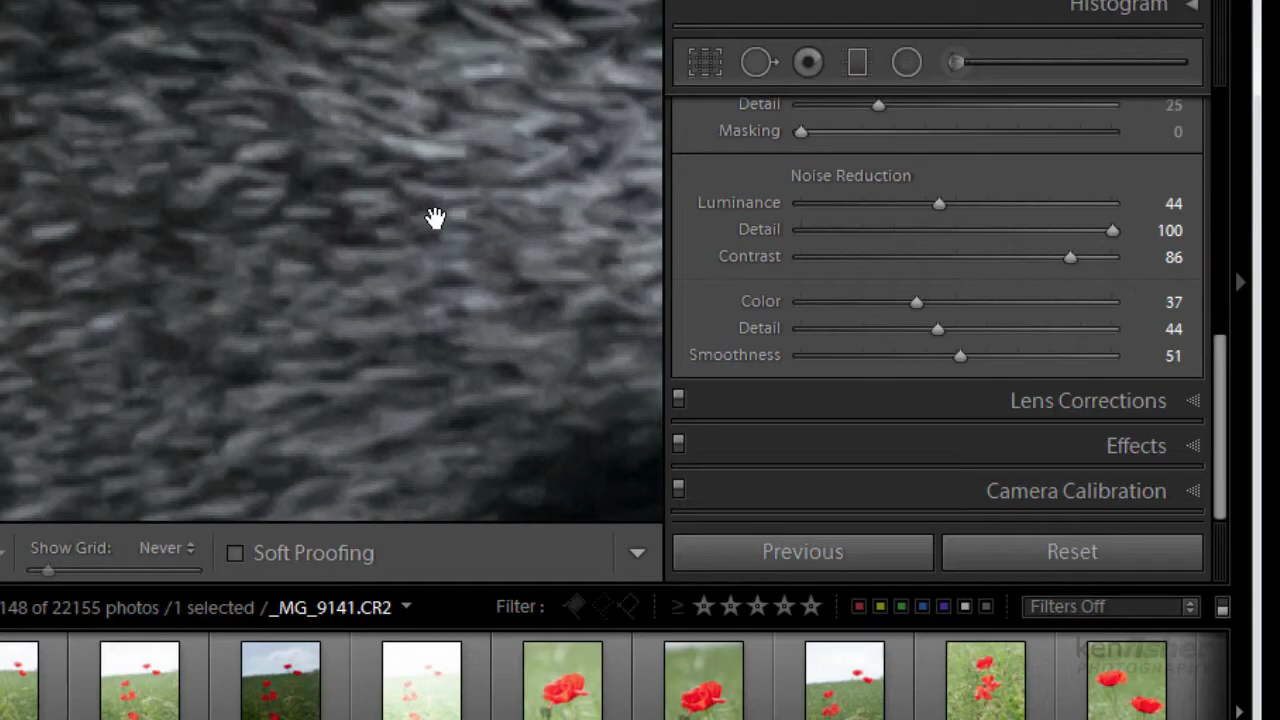 Histogram
Detail 25
Masking 0
Noise Reduction
Luminance 44
Detail 100
Contrast 86
Color 37
Detail 44
Smoothness 51
Lens Corrections
Effects
Camera Calibration
Show Grid: Never Soft Proofing Previous Reset
148 of 22155 photos /1 selected /_MG_9141.CR2 Filter : ≥ Filters Off
PHOTOGRAPHY